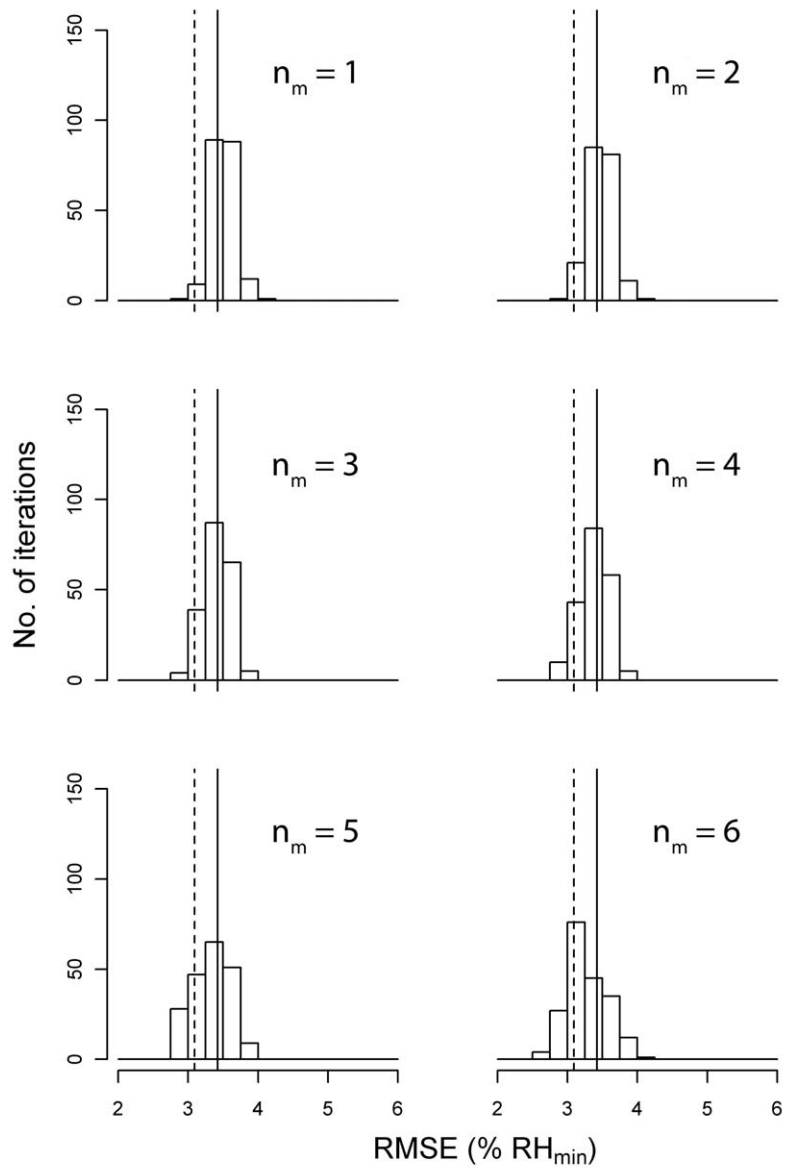 150
100
50
0
n_m = 1
n_m = 2
150
100
50
0
n_m = 3
n_m = 4
No. of iterations
150
100
50
0
n_m = 5
n_m = 6
2 3 4 5 6
2 3 4 5 6
RMSE (% RH_min)